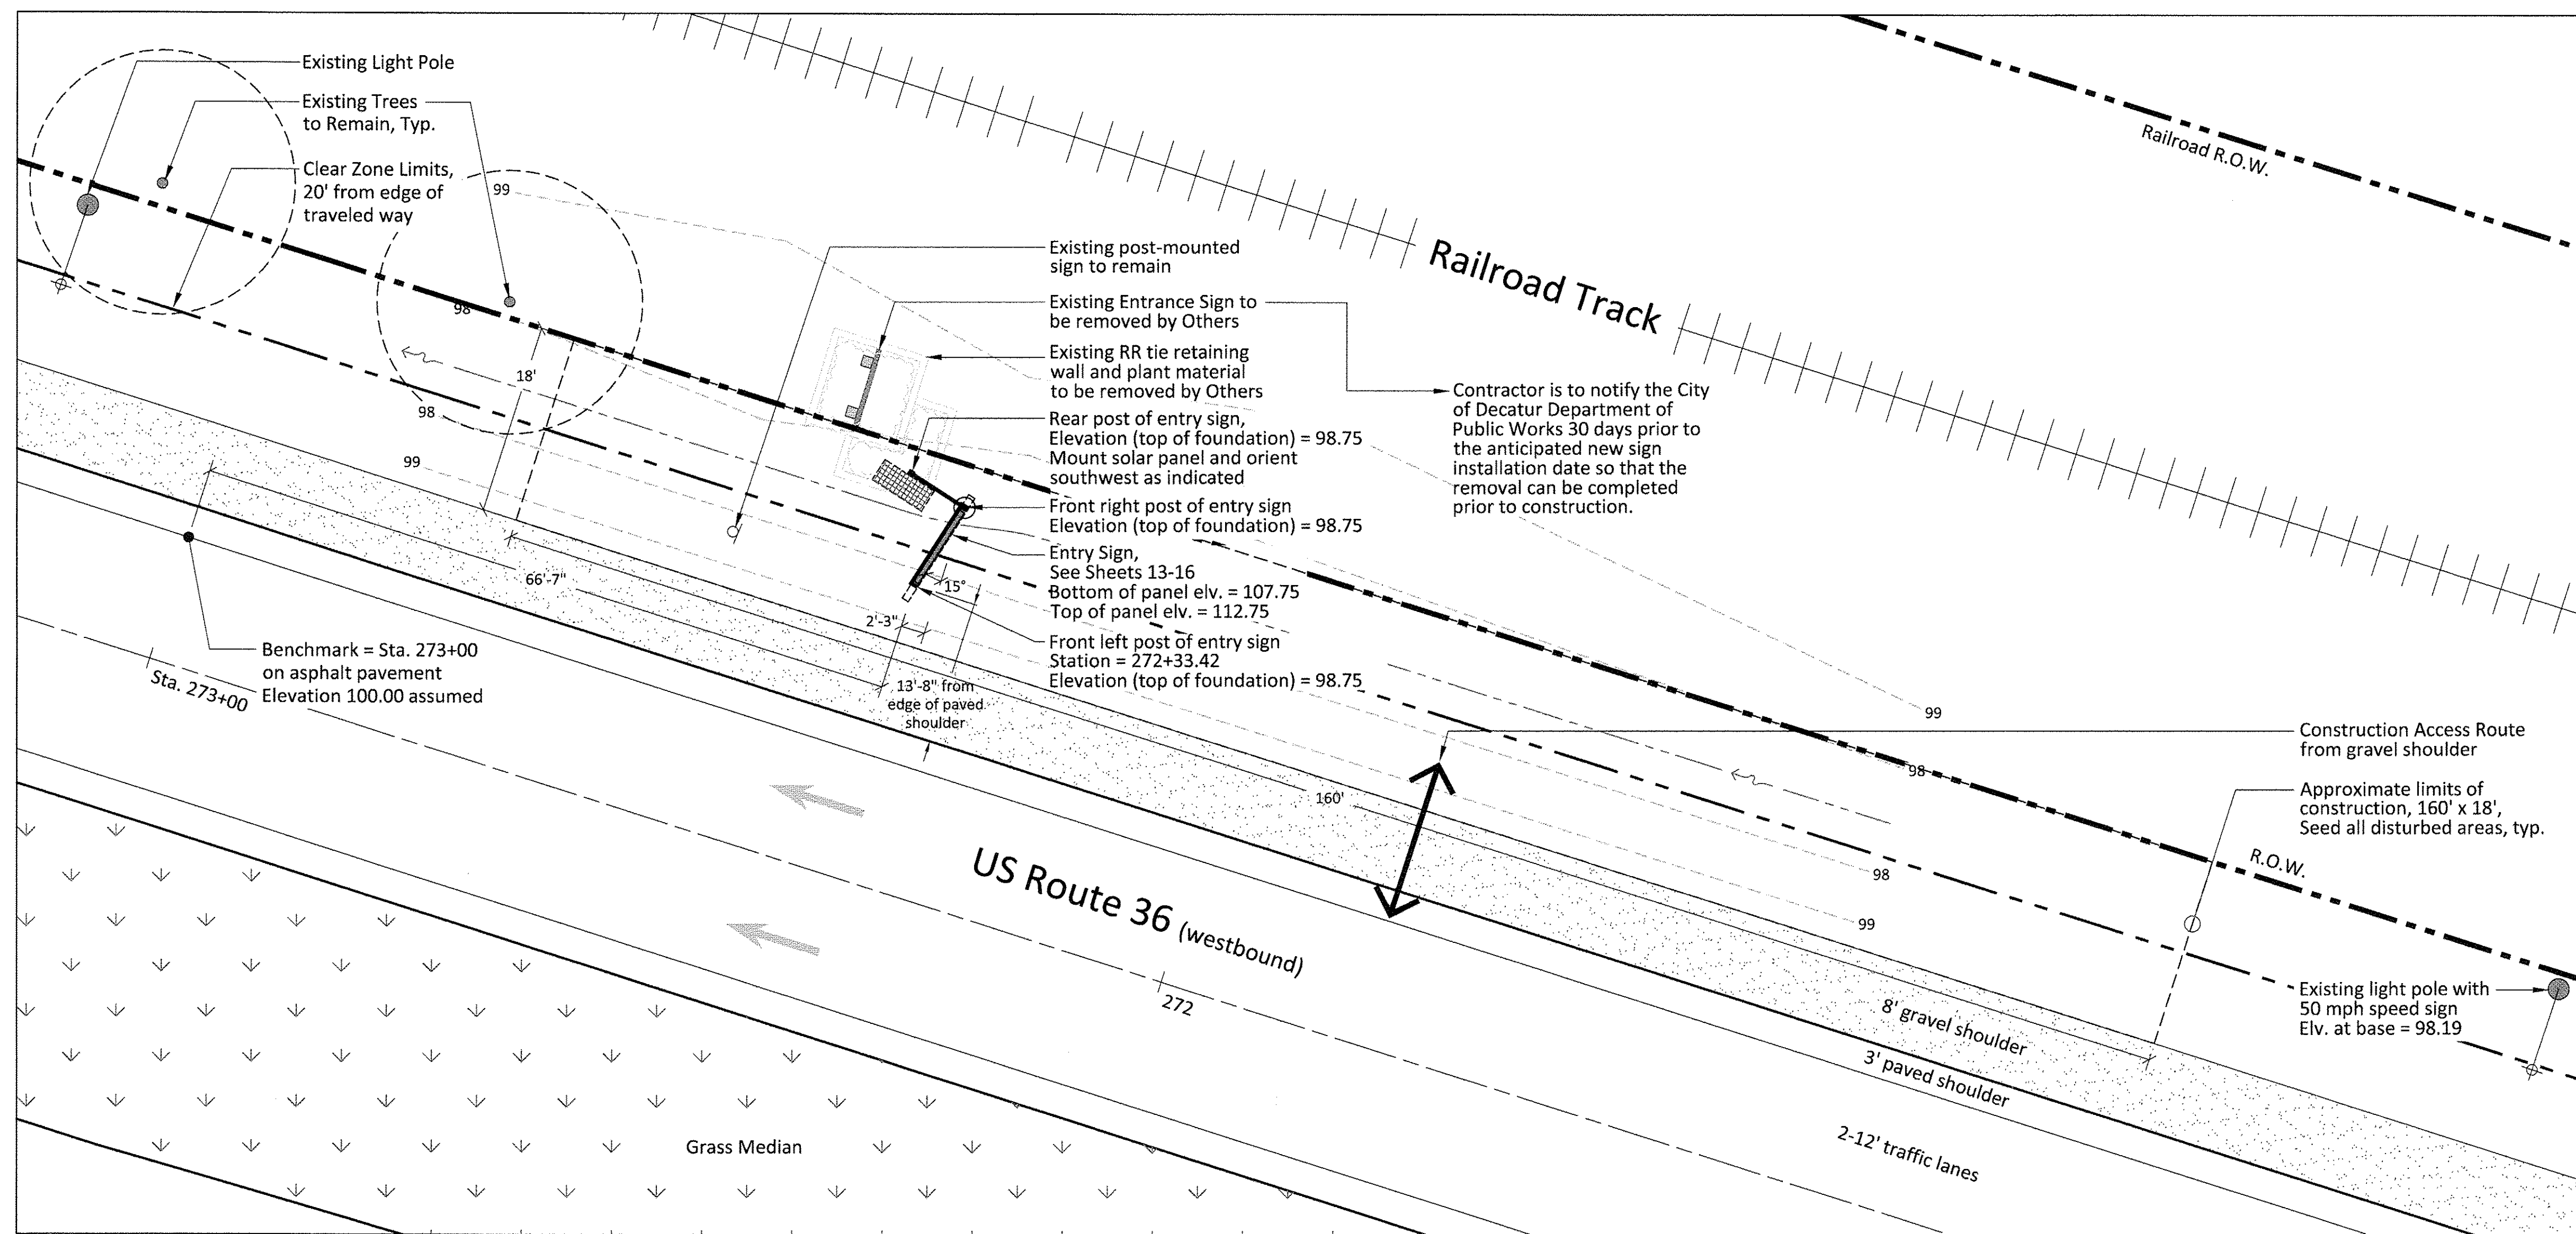 Existing Light Pole
Existing Trees
to Remain, Typ.
Clear Zone Limits,
20' from edge of
traveled way
99
98
18'
98
99
66'-7"
Benchmark = Sta. 273+00
on asphalt pavement
Elevation 100.00 assumed
Sta. 273+00
Existing post-mounted
sign to remain
Existing Entrance Sign to
be removed by Others
Existing RR tie retaining
wall and plant material
to be removed by Others
Rear post of entry sign,
Elevation (top of foundation) = 98.75
Mount solar panel and orient
southwest as indicated
Front right post of entry sign
Elevation (top of foundation) = 98.75
Entry Sign,
See Sheets 13-16
Bottom of panel elv. = 107.75
Top of panel elv. = 112.75
Front left post of entry sign
Station = 272+33.42
Elevation (top of foundation) = 98.75
15°
2'-3"
13'-8" from
edge of paved
shoulder
Contractor is to notify the City
of Decatur Department of
Public Works 30 days prior to
the anticipated new sign
installation date so that the
removal can be completed
prior to construction.
Railroad Track
Railroad R.O.W.
160'
US Route 36 (westbound)
272
99
98
98
99
Construction Access Route
from gravel shoulder
Approximate limits of
construction, 160' x 18',
Seed all disturbed areas, typ.
R.O.W.
Existing light pole with
50 mph speed sign
Elv. at base = 98.19
8' gravel shoulder
3' paved shoulder
2-12' traffic lanes
Grass Median